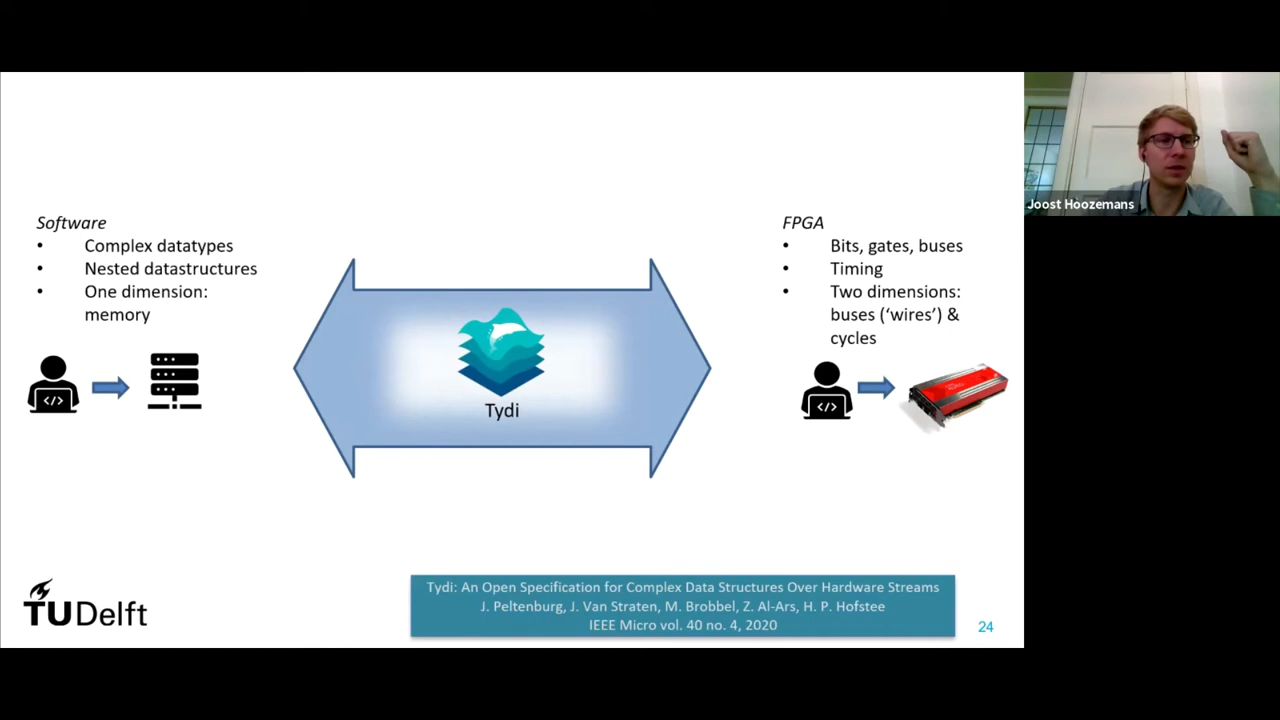 Software
• Complex datatypes
• Nested datastructures
• One dimension:
memory
</>
Tydi
FPGA
• Bits, gates, buses
• Timing
• Two dimensions:
buses (‘wires’) &
cycles
</>
TUDelft
Tydi: An Open Specification for Complex Data Structures Over Hardware Streams
J. Peltenburg, J. Van Straten, M. Brobbel, Z. Al-Ars, H. P. Hofstee
IEEE Micro vol. 40 no. 4, 2020
24
Joost Hoozemans